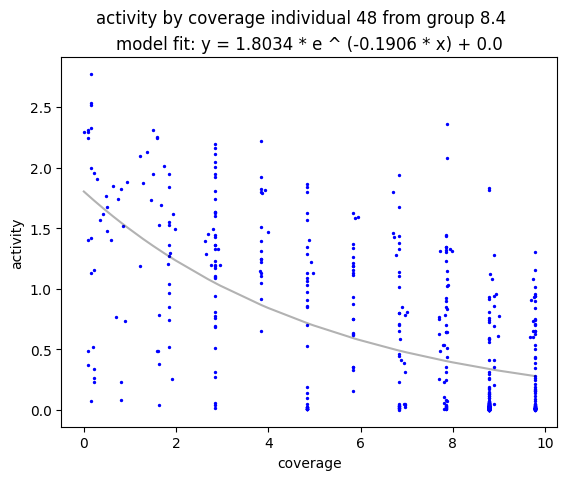 activity by coverage individual 48 from group 8.4
model fit: y = 1.8034 * e ^ (-0.1906 * x) + 0.0
2.5
2.0
1.5
1.0
0.5
0.0
activity
0 2 4 6 8 10
coverage